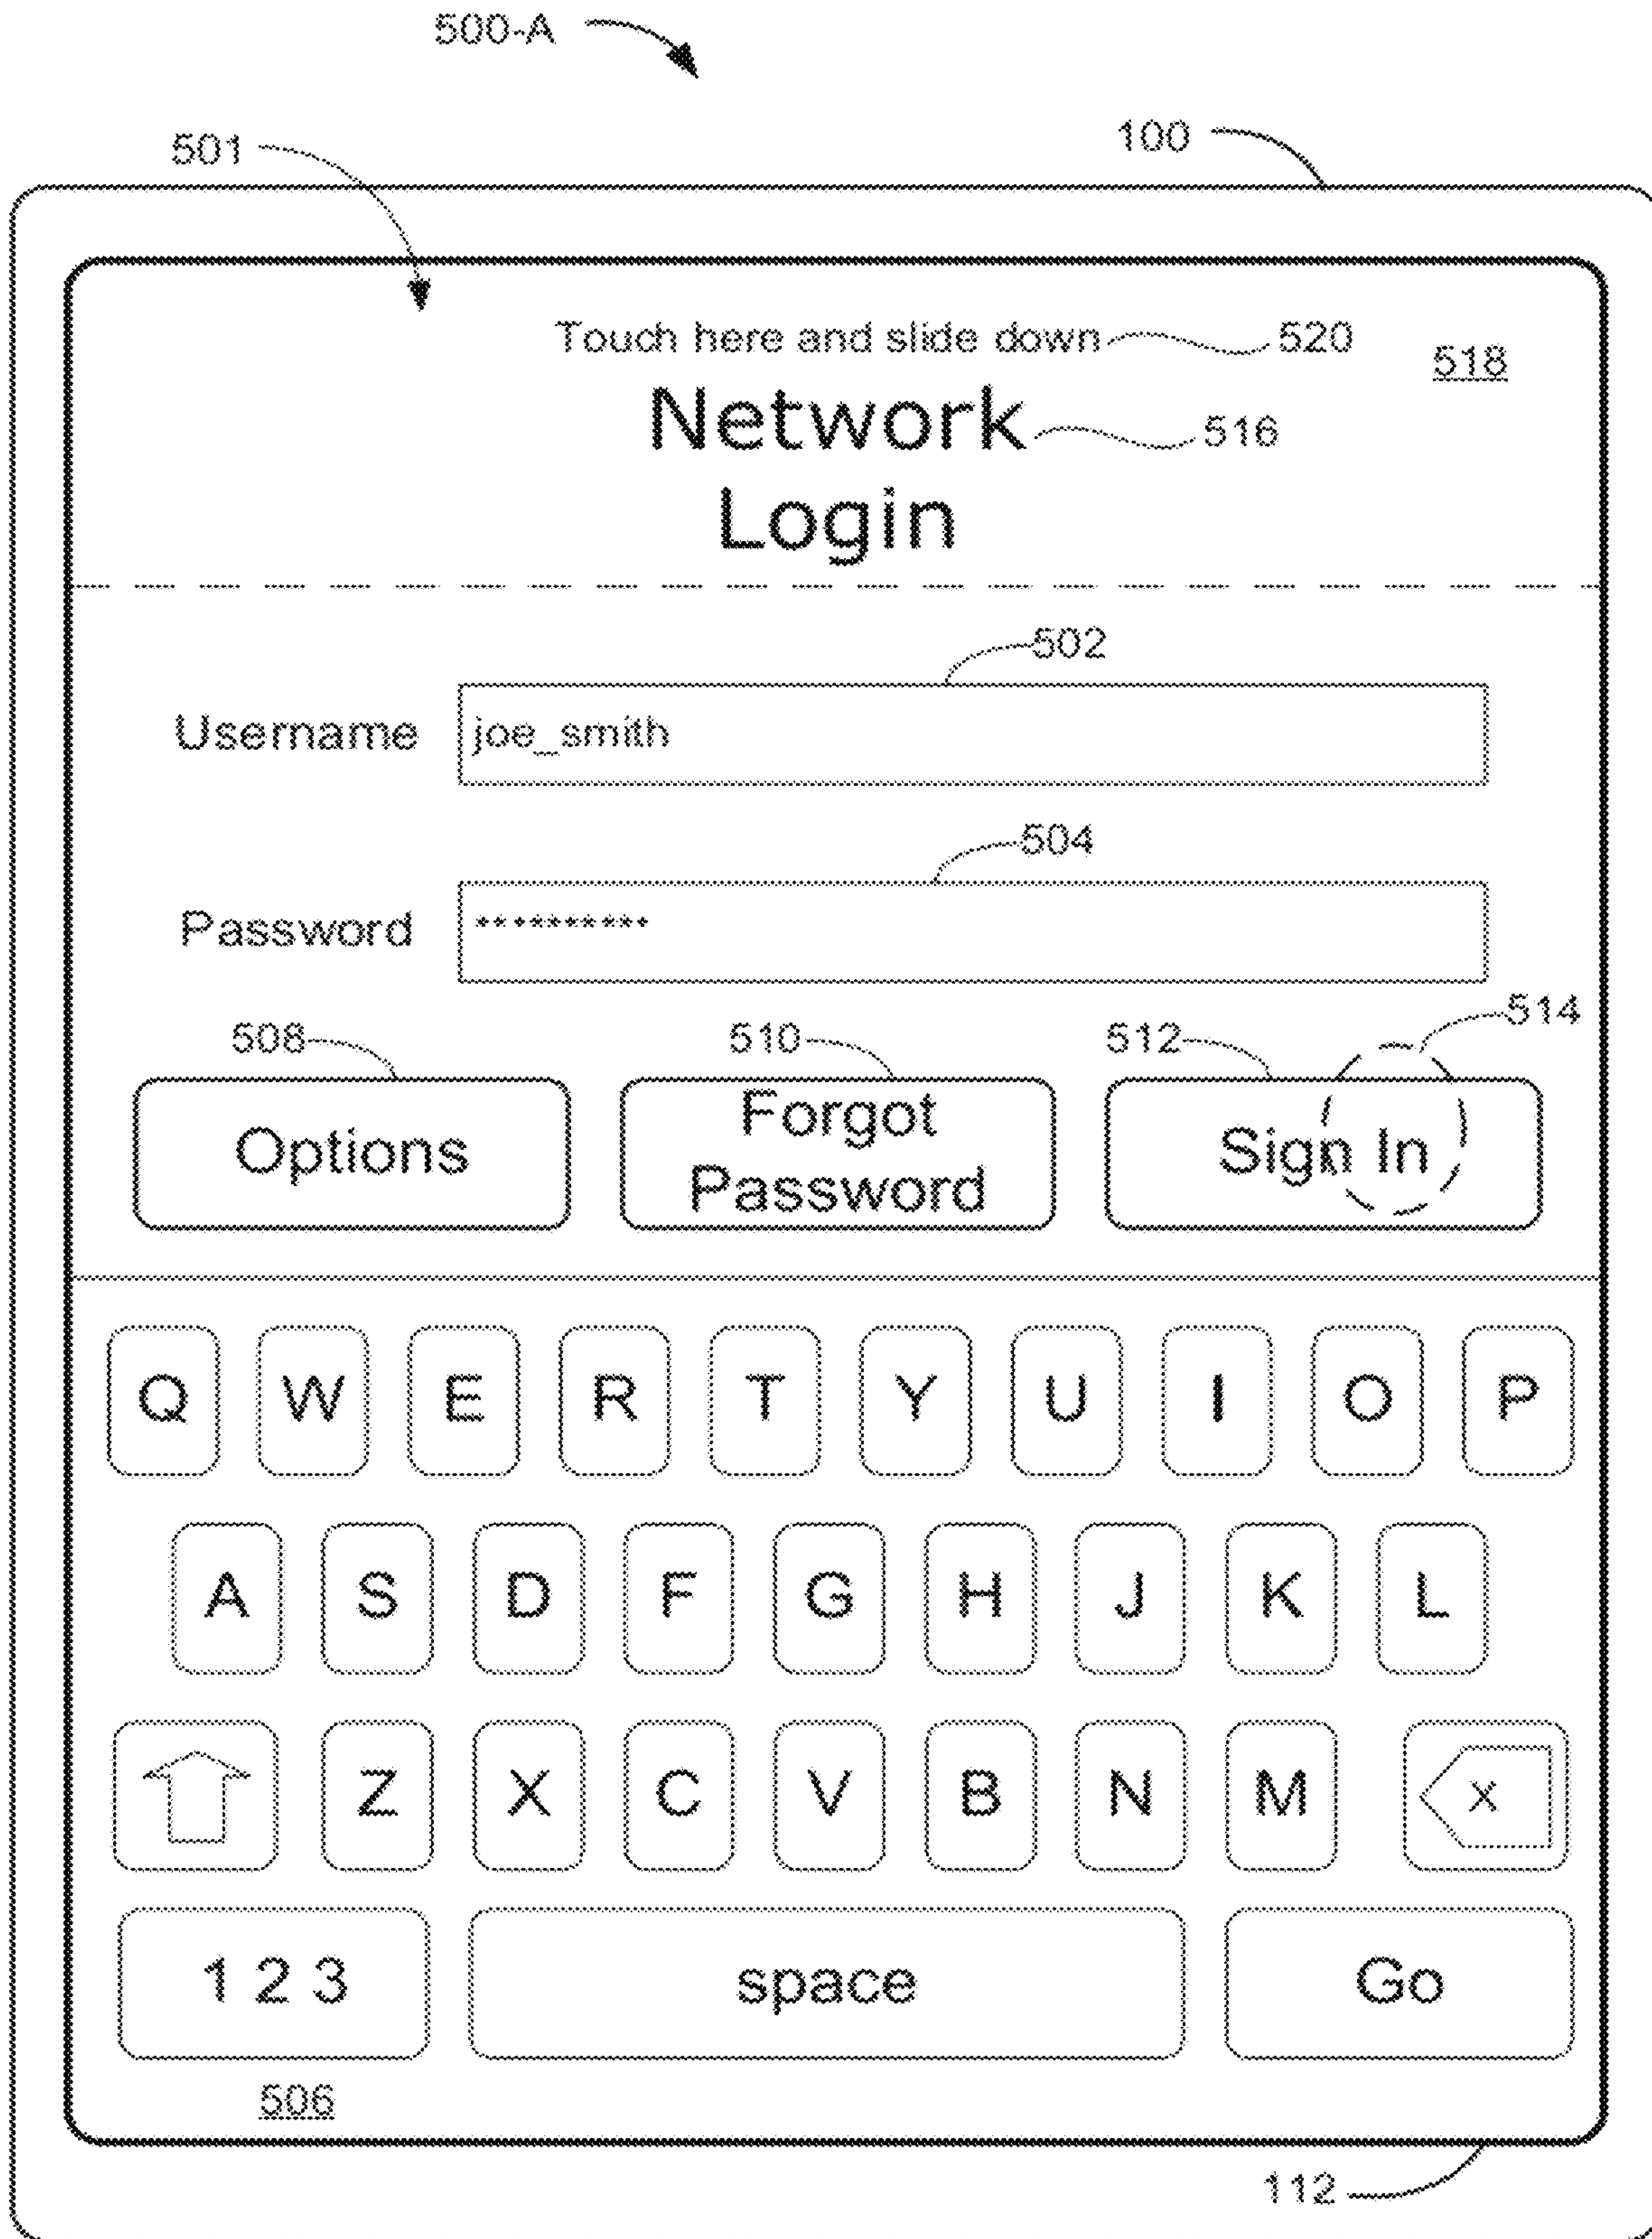 500-A
501
100
Touch here and slide down
520
518
Network
516
Login
502
Username
joe_smith
504
Password
**********
514
508
510
512
Options
Forgot
Password
Sign In
Q W E R T Y U I O P
A S D F G H J K L
Z X C V B N M X
1 2 3 space Go
506
112